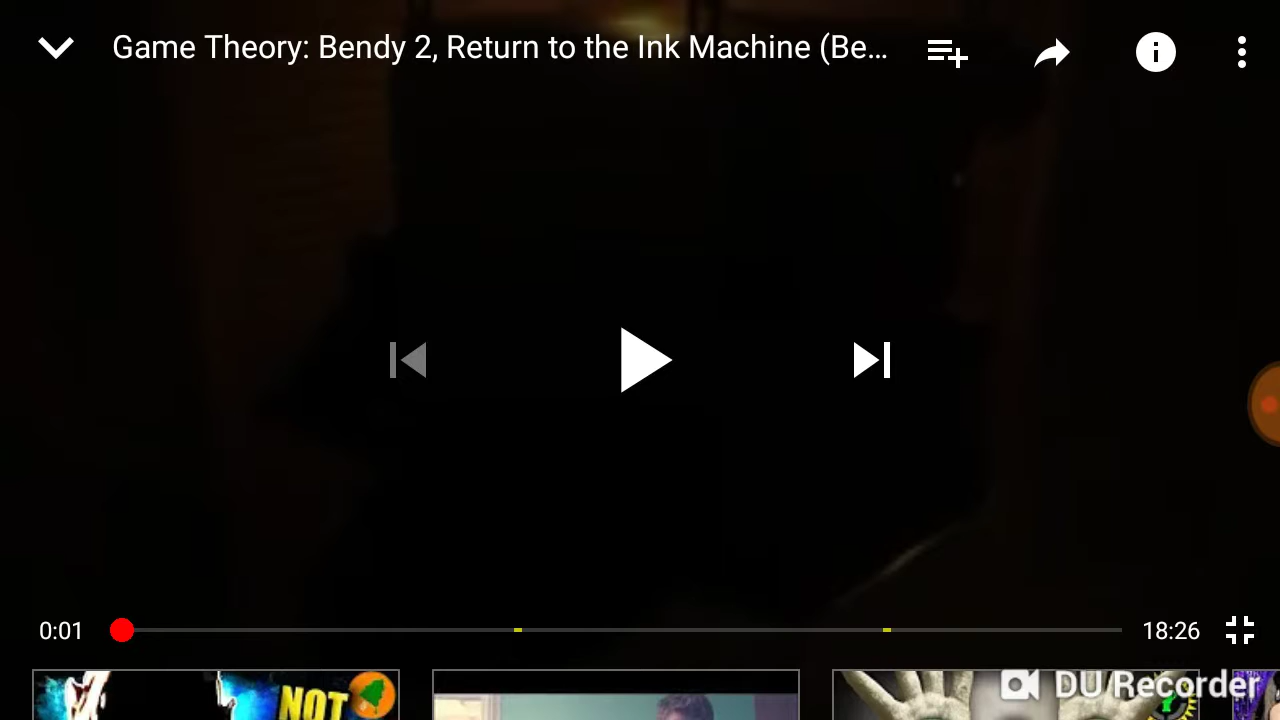 Game Theory: Bendy 2, Return to the Ink Machine (Be...
0:01
18:26
NOT
DU Recorder